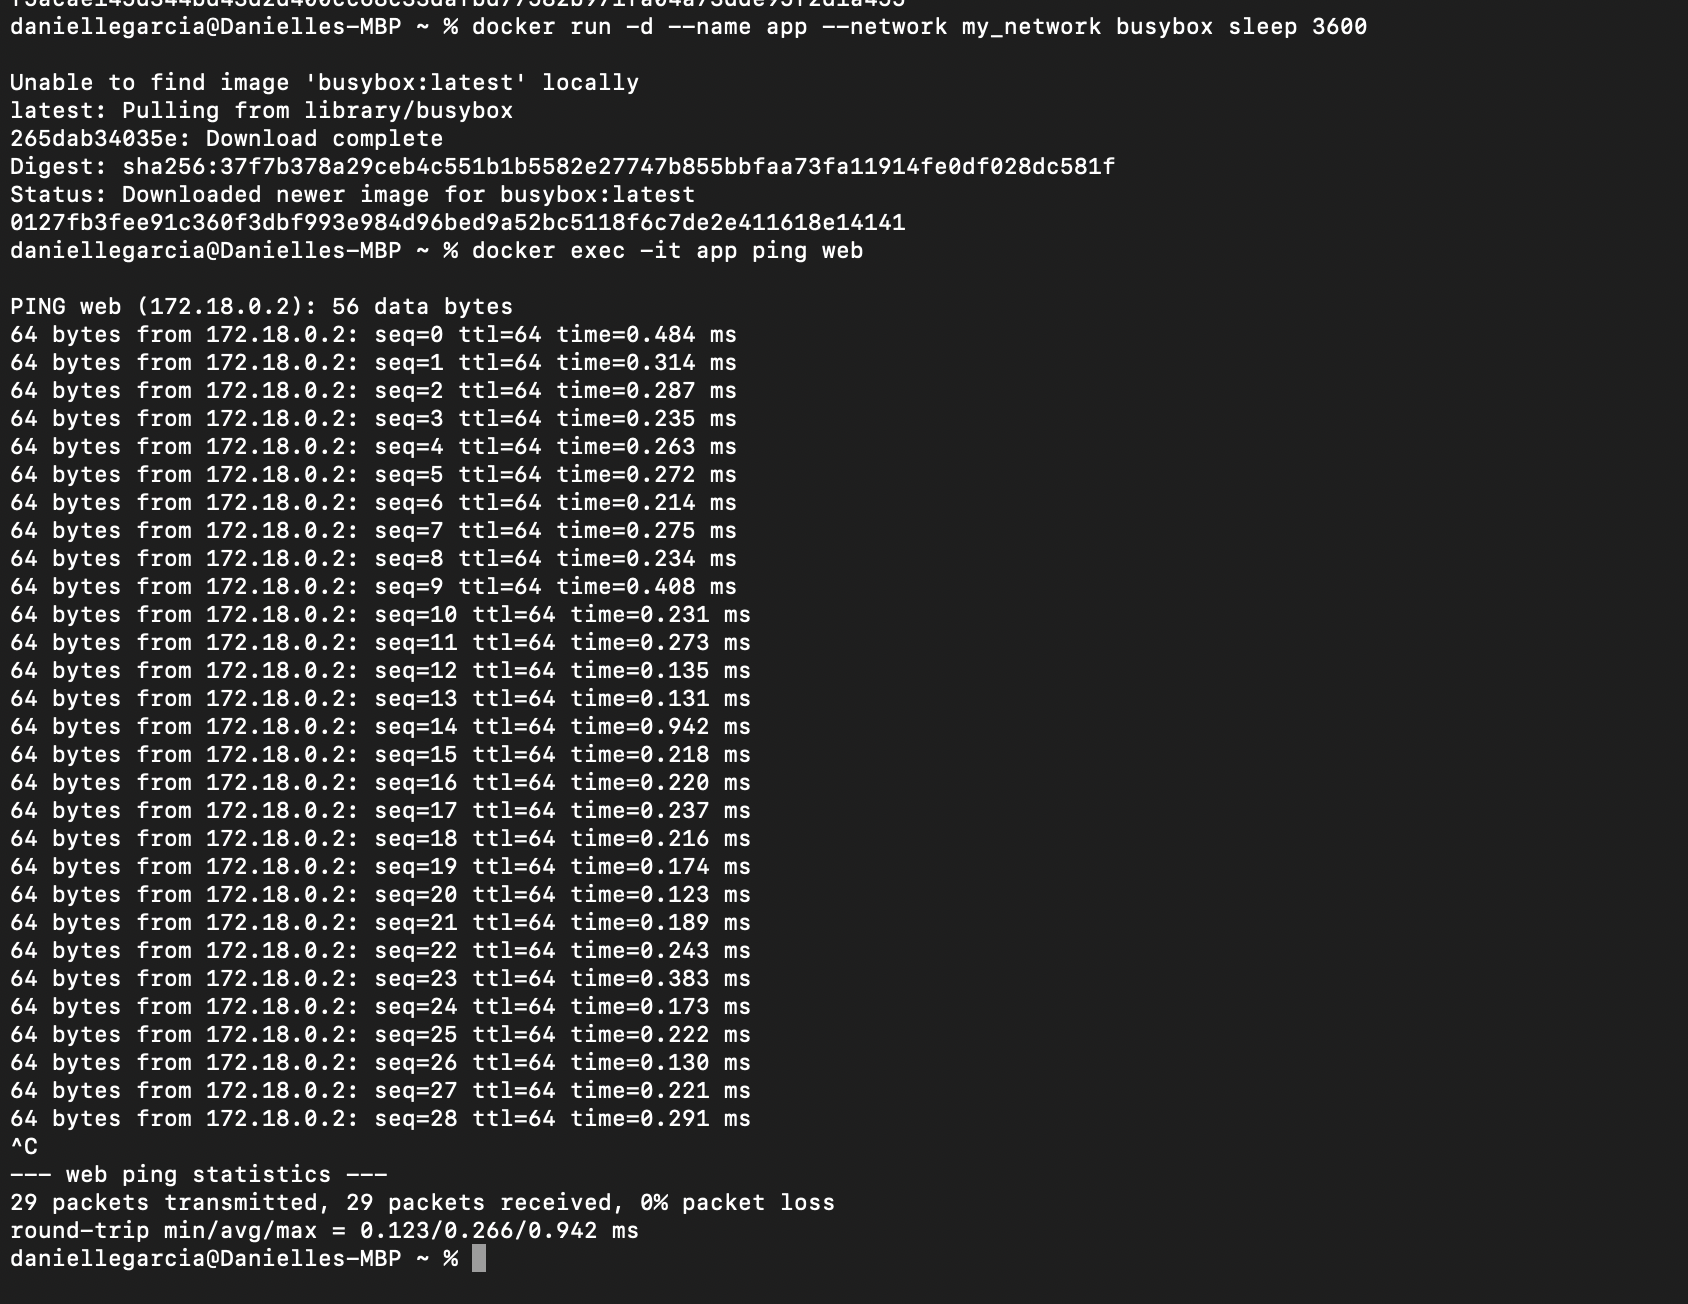 daniellegarcia@Danielles-MBP ~ % docker run -d --name app --network my_network busybox sleep 3600
Unable to find image 'busybox:latest' locally
latest: Pulling from library/busybox
265dab34035e: Download complete
Digest: sha256:37f7b378a29ceb4c551b1b5582e27747b855bbfaa73fa11914fe0df028dc581f
Status: Downloaded newer image for busybox:latest
0127fb3fee91c360f3dbf993e984d96bed9a52bc5118f6c7de2e411618e14141
daniellegarcia@Danielles-MBP ~ % docker exec -it app ping web
PING web (172.18.0.2): 56 data bytes
64 bytes from 172.18.0.2: seq=0 ttl=64 time=0.484 ms
64 bytes from 172.18.0.2: seq=1 ttl=64 time=0.314 ms
64 bytes from 172.18.0.2: seq=2 ttl=64 time=0.287 ms
64 bytes from 172.18.0.2: seq=3 ttl=64 time=0.235 ms
64 bytes from 172.18.0.2: seq=4 ttl=64 time=0.263 ms
64 bytes from 172.18.0.2: seq=5 ttl=64 time=0.272 ms
64 bytes from 172.18.0.2: seq=6 ttl=64 time=0.214 ms
64 bytes from 172.18.0.2: seq=7 ttl=64 time=0.275 ms
64 bytes from 172.18.0.2: seq=8 ttl=64 time=0.234 ms
64 bytes from 172.18.0.2: seq=9 ttl=64 time=0.408 ms
64 bytes from 172.18.0.2: seq=10 ttl=64 time=0.231 ms
64 bytes from 172.18.0.2: seq=11 ttl=64 time=0.273 ms
64 bytes from 172.18.0.2: seq=12 ttl=64 time=0.135 ms
64 bytes from 172.18.0.2: seq=13 ttl=64 time=0.131 ms
64 bytes from 172.18.0.2: seq=14 ttl=64 time=0.942 ms
64 bytes from 172.18.0.2: seq=15 ttl=64 time=0.218 ms
64 bytes from 172.18.0.2: seq=16 ttl=64 time=0.220 ms
64 bytes from 172.18.0.2: seq=17 ttl=64 time=0.237 ms
64 bytes from 172.18.0.2: seq=18 ttl=64 time=0.216 ms
64 bytes from 172.18.0.2: seq=19 ttl=64 time=0.174 ms
64 bytes from 172.18.0.2: seq=20 ttl=64 time=0.123 ms
64 bytes from 172.18.0.2: seq=21 ttl=64 time=0.189 ms
64 bytes from 172.18.0.2: seq=22 ttl=64 time=0.243 ms
64 bytes from 172.18.0.2: seq=23 ttl=64 time=0.383 ms
64 bytes from 172.18.0.2: seq=24 ttl=64 time=0.173 ms
64 bytes from 172.18.0.2: seq=25 ttl=64 time=0.222 ms
64 bytes from 172.18.0.2: seq=26 ttl=64 time=0.130 ms
64 bytes from 172.18.0.2: seq=27 ttl=64 time=0.221 ms
64 bytes from 172.18.0.2: seq=28 ttl=64 time=0.291 ms
^C
--- web ping statistics ---
29 packets transmitted, 29 packets received, 0% packet loss
round-trip min/avg/max = 0.123/0.266/0.942 ms
daniellegarcia@Danielles-MBP ~ %